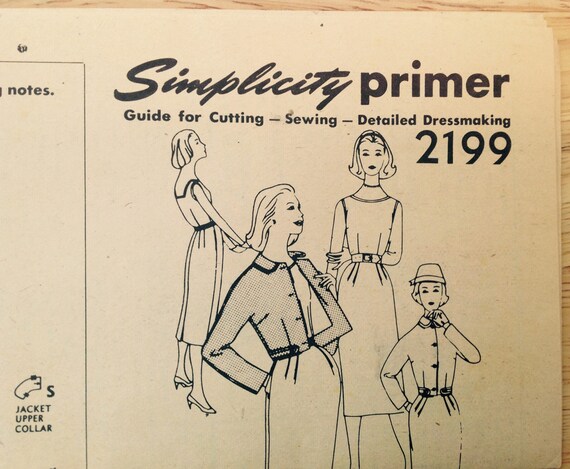 notes.
Simplicity primer
Guide for Cutting — Sewing — Detailed Dressmaking
2199
S
JACKET
UPPER
COLLAR